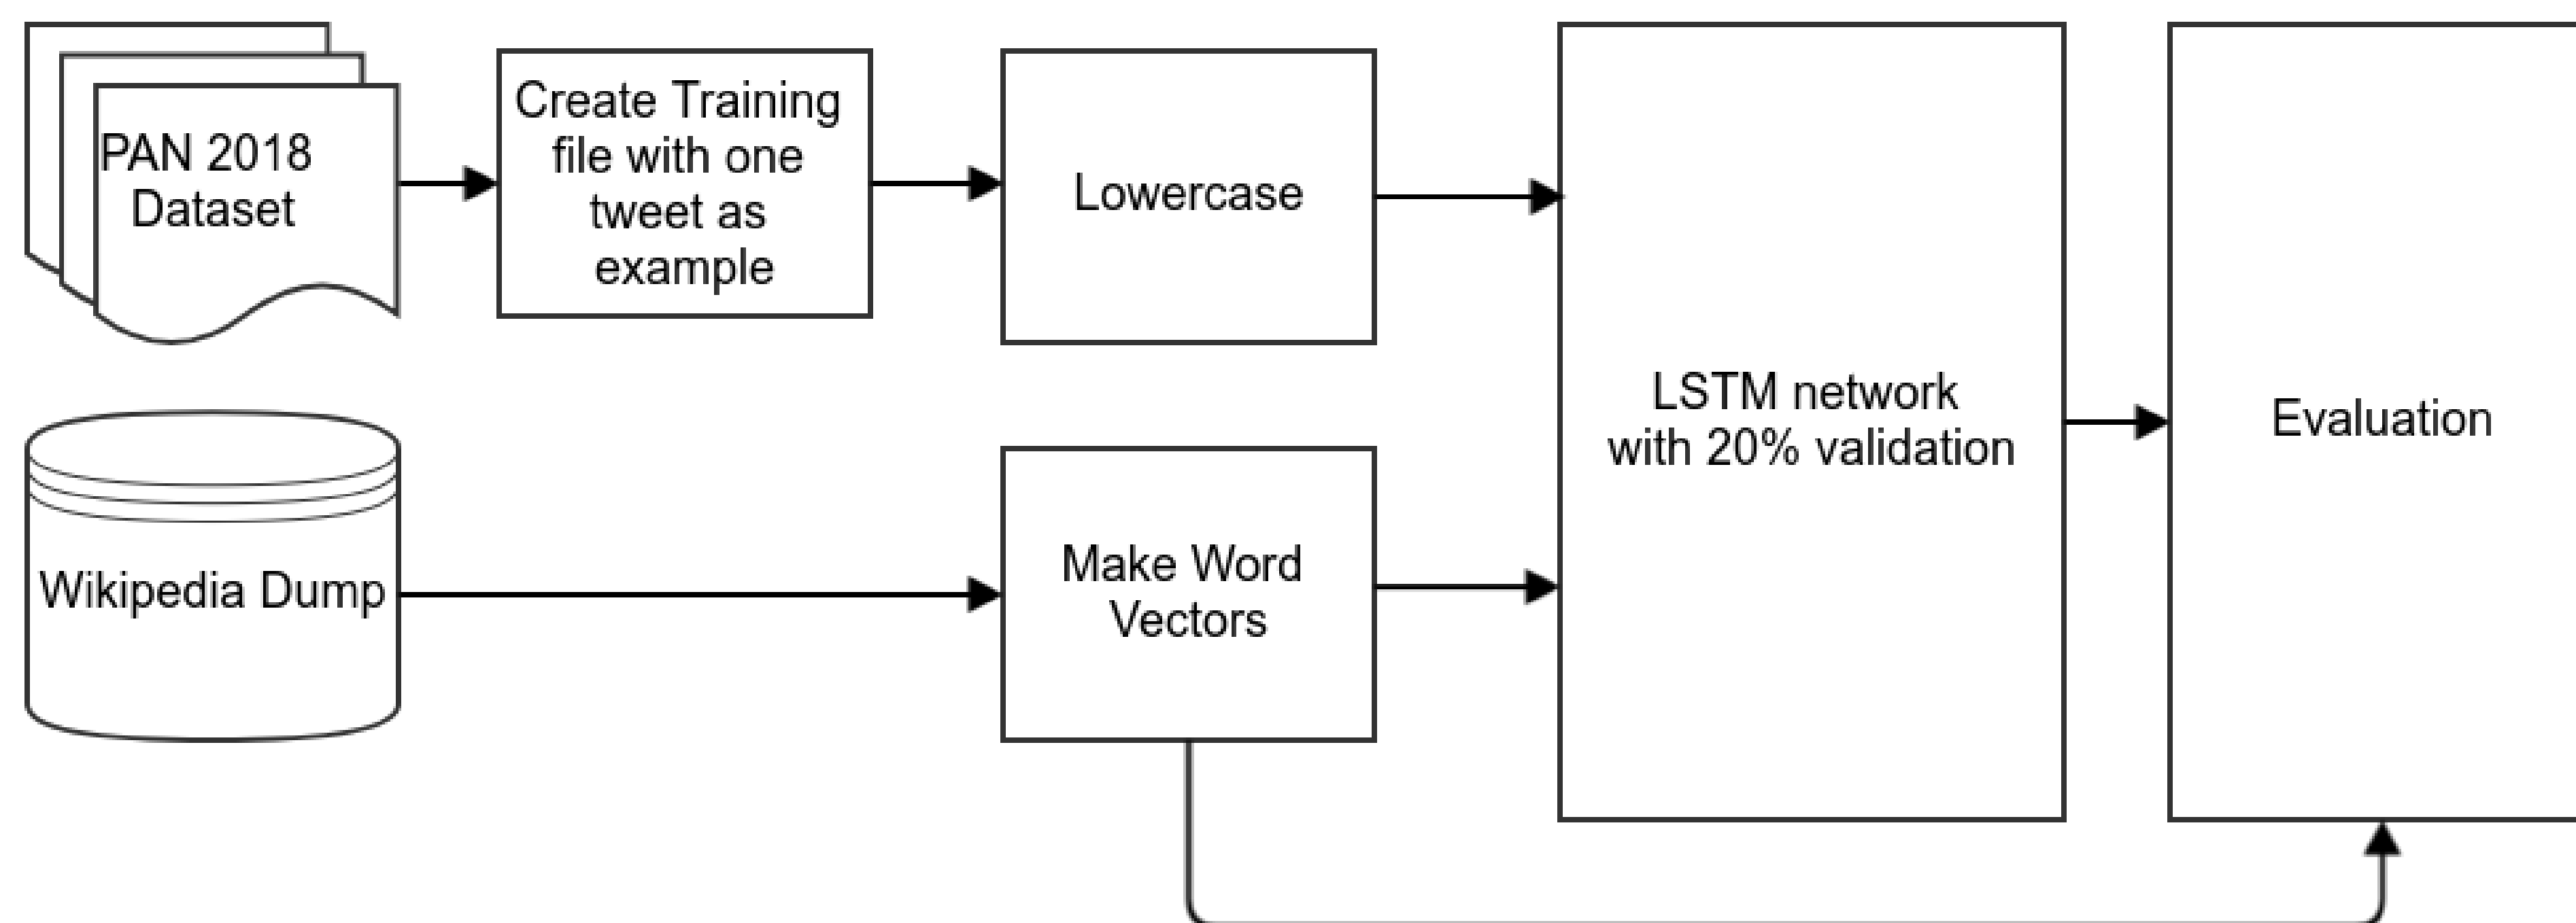 PAN 2018
Dataset
Create Training
file with one
tweet as
example
Lowercase
Wikipedia Dump
Make Word
Vectors
LSTM network
with 20% validation
Evaluation